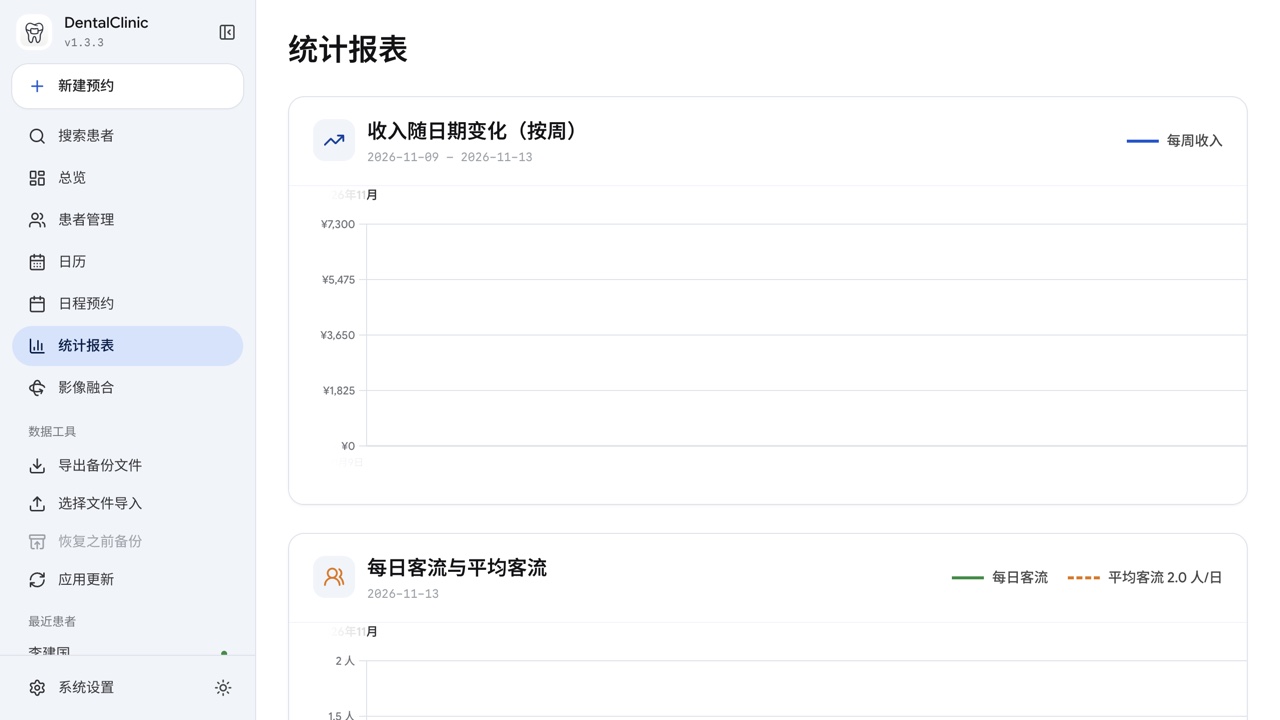 DentalClinic
v1.3.3
新建预约
搜索患者
总览
患者管理
日历
日程预约
统计报表
影像融合
数据工具
导出备份文件
选择文件导入
恢复之前备份
应用更新
最近患者
李建国
系统设置
统计报表
收入随日期变化（按周）
2026-11-09 ~ 2026-11-13
每周收入
6年11月
¥7,300
¥5,475
¥3,650
¥1,825
¥0
每日客流与平均客流
2026-11-13
每日客流
平均客流 2.0 人/日
6年11月
2 人
1.5 人